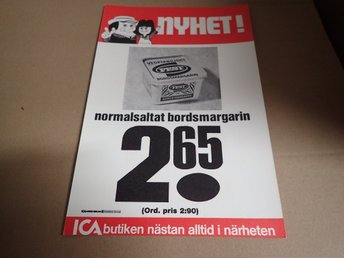 NYHET!
normalsaltat bordsmargarin
2 65
(Ord. pris 2:90)
ICA butiken nästan alltid i närheten